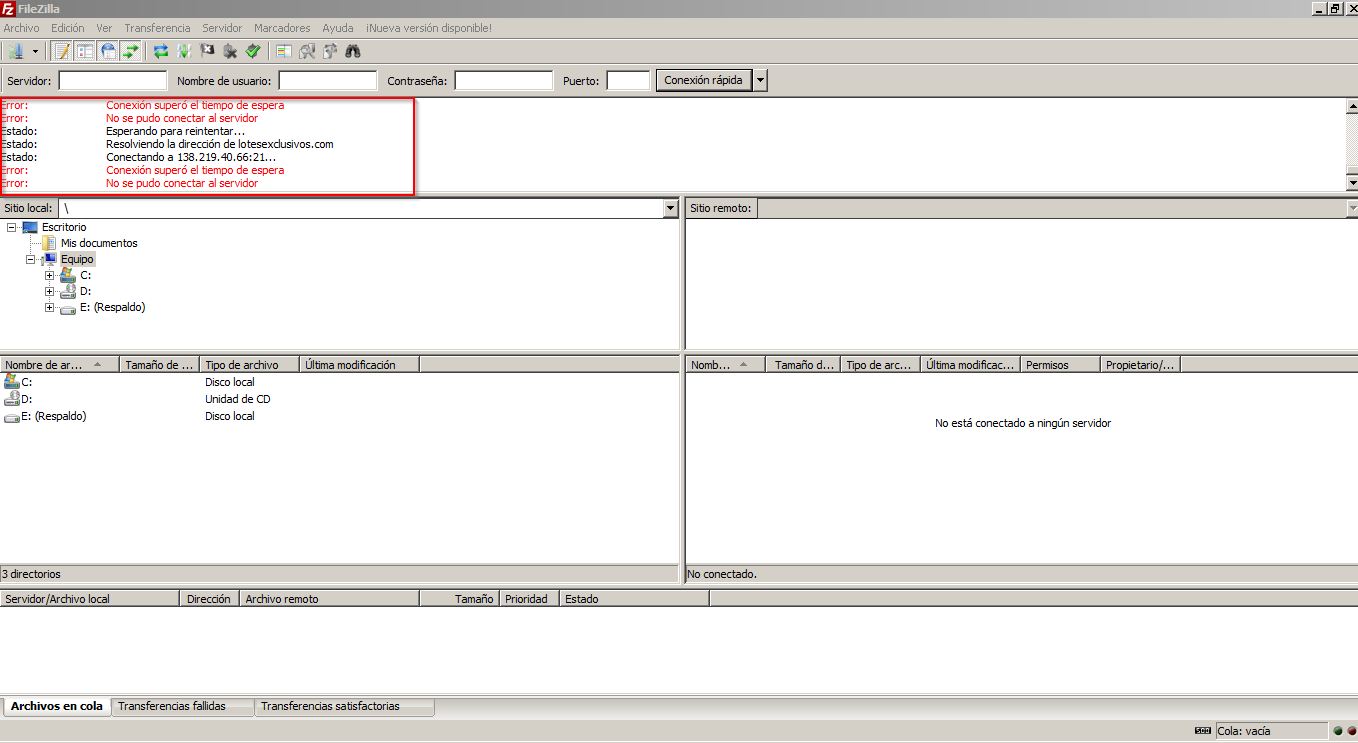 FileZilla
Archivo Edición Ver Transferencia Servidor Marcadores Ayuda ¡Nueva versión disponible!
Servidor: Nombre de usuario: Contraseña: Puerto: Conexión rápida
Error: Conexión superó el tiempo de espera
Error: No se pudo conectar al servidor
Estado: Esperando para reintentar...
Estado: Resolviendo la dirección de lotesexclusivos.com
Estado: Conectando a 138.219.40.66:21...
Error: Conexión superó el tiempo de espera
Error: No se pudo conectar al servidor
Sitio local: \ Sitio remoto:
Escritorio
Mis documentos
Equipo
C:
D:
E: (Respaldo)
Nombre de ar... Tamaño de ... Tipo de archivo Última modificación
C: Disco local
D: Unidad de CD
E: (Respaldo) Disco local
3 directorios
Nomb... Tamaño d... Tipo de arc... Última modificac... Permisos Propietario/...
No está conectado a ningún servidor
No conectado.
Servidor/Archivo local Dirección Archivo remoto Tamaño Prioridad Estado
Archivos en cola Transferencias fallidas Transferencias satisfactorias
Cola: vacía